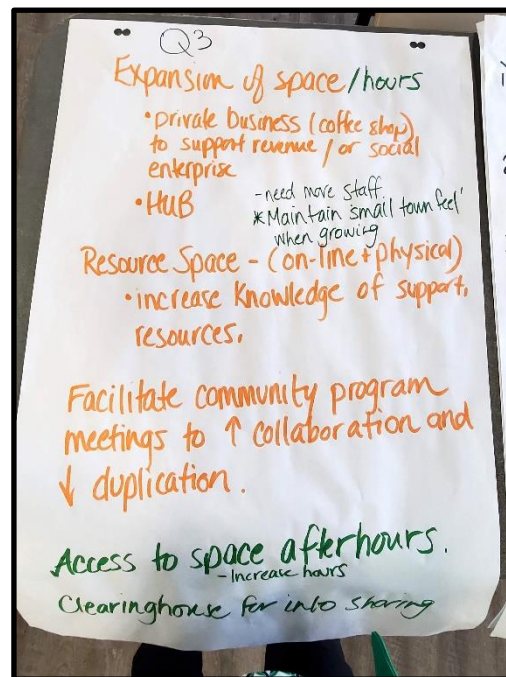 Q3
Expansion of space/hours
•private business (coffee shop)
to support revenue/or social
enterprise
•HUB
-need more staff
*Maintain 'small town feel'
when growing
Resource Space - (on-line+physical)
•increase knowledge of support,
resources.
Facilitate community program
meetings to ↑ collaboration and
↓ duplication.
Access to space afterhours.
-Increase hours
Clearinghouse for info sharing